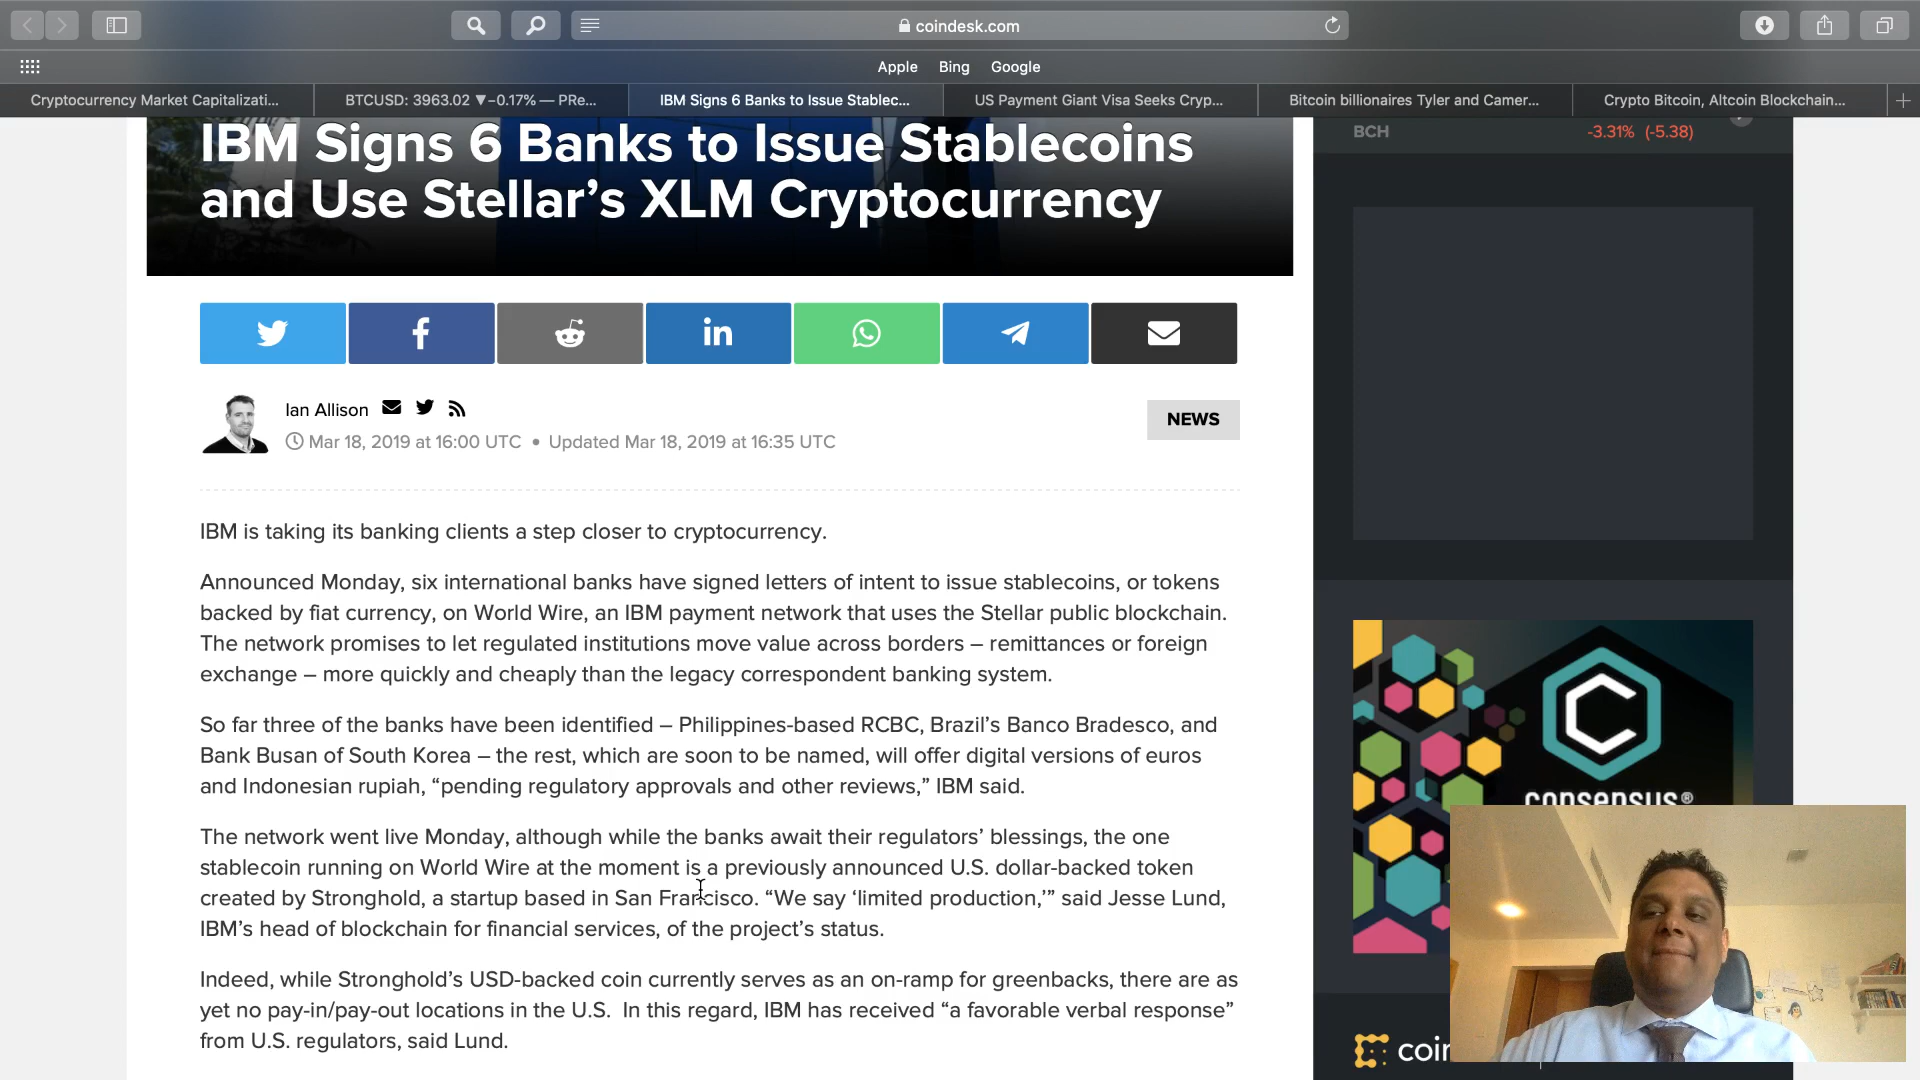 coindesk.com
Apple Bing Google
Cryptocurrency Market Capitalizati...
BTCUSD: 3963.02 ▼−0.17% — PRe...
IBM Signs 6 Banks to Issue Stablec...
US Payment Giant Visa Seeks Cryp...
Bitcoin billionaires Tyler and Camer...
Crypto Bitcoin, Altcoin Blockchain...
IBM Signs 6 Banks to Issue Stablecoins
and Use Stellar’s XLM Cryptocurrency
BCH -3.31% (-5.38)
Ian Allison
Mar 18, 2019 at 16:00 UTC • Updated Mar 18, 2019 at 16:35 UTC
NEWS
IBM is taking its banking clients a step closer to cryptocurrency.
Announced Monday, six international banks have signed letters of intent to issue stablecoins, or tokens
backed by fiat currency, on World Wire, an IBM payment network that uses the Stellar public blockchain.
The network promises to let regulated institutions move value across borders – remittances or foreign
exchange – more quickly and cheaply than the legacy correspondent banking system.
So far three of the banks have been identified – Philippines-based RCBC, Brazil’s Banco Bradesco, and
Bank Busan of South Korea – the rest, which are soon to be named, will offer digital versions of euros
and Indonesian rupiah, “pending regulatory approvals and other reviews,” IBM said.
The network went live Monday, although while the banks await their regulators’ blessings, the one
stablecoin running on World Wire at the moment is a previously announced U.S. dollar-backed token
created by Stronghold, a startup based in San Francisco. “We say ‘limited production,’” said Jesse Lund,
IBM’s head of blockchain for financial services, of the project’s status.
Indeed, while Stronghold’s USD-backed coin currently serves as an on-ramp for greenbacks, there are as
yet no pay-in/pay-out locations in the U.S. In this regard, IBM has received “a favorable verbal response”
from U.S. regulators, said Lund.
consensus®
coin